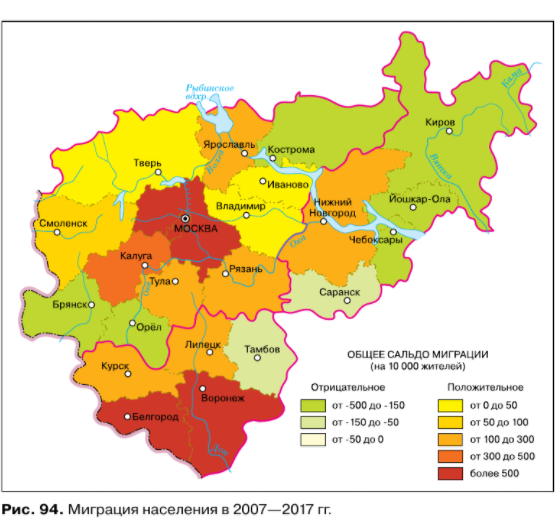 Рыбинское
вдхр.
Кама
Киров
Ярославль
Кострома
Вятка
Тверь
Волга
Иваново
Йошкар-Ола
Владимир
Нижний
Новгород
Смоленск
МОСКВА
Чебоксары
Ока
Калуга
Рязань
Тула
Саранск
Брянск
Ока
Орёл
Липецк
Тамбов
Курск
Воронеж
Белгород
Дон
ОБЩЕЕ САЛЬДО МИГРАЦИИ
(на 10 000 жителей)
Отрицательное
от -500 до -150
от -150 до -50
от -50 до 0
Положительное
от 0 до 50
от 50 до 100
от 100 до 300
от 300 до 500
более 500
Рис. 94. Миграция населения в 2007—2017 гг.